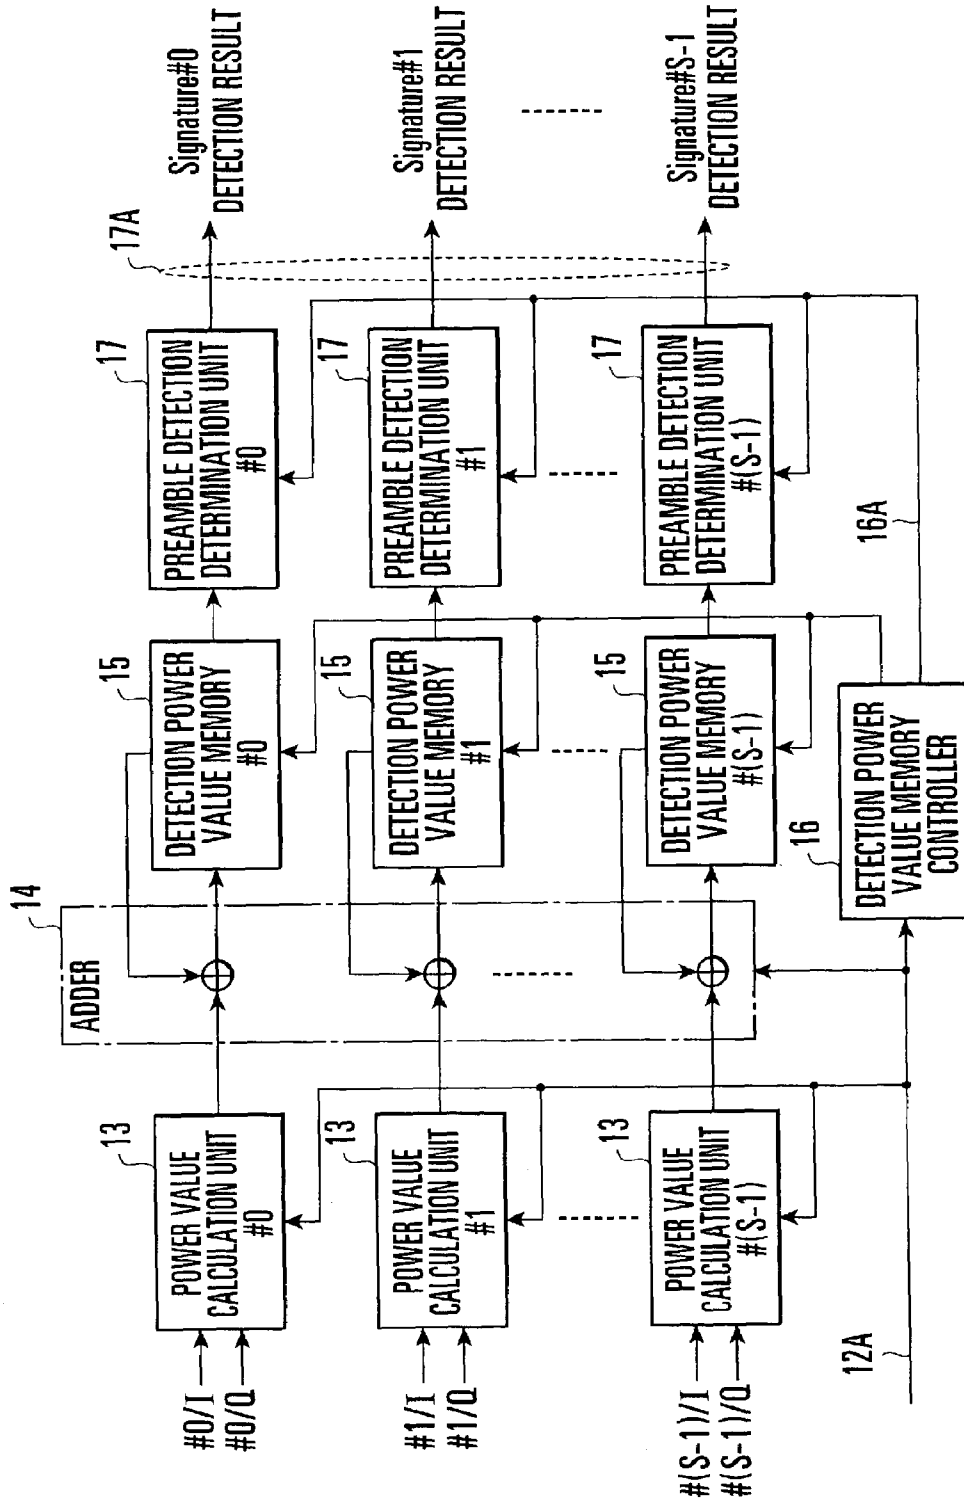 #0/I
#0/Q
13
POWER VALUE
CALCULATION UNIT
#0
14
ADDER
15
DETECTION POWER
VALUE MEMORY
#0
17
PREAMBLE DETECTION
DETERMINATION UNIT
#0
17A
Signature#0
DETECTION RESULT
#1/I
#1/Q
13
POWER VALUE
CALCULATION UNIT
#1
15
DETECTION POWER
VALUE MEMORY
#1
17
PREAMBLE DETECTION
DETERMINATION UNIT
#1
Signature#1
DETECTION RESULT
#(S-1)/I
#(S-1)/Q
13
POWER VALUE
CALCULATION UNIT
#(S-1)
15
DETECTION POWER
VALUE MEMORY
#(S-1)
17
PREAMBLE DETECTION
DETERMINATION UNIT
#(S-1)
Signature#S-1
DETECTION RESULT
12A
16
DETECTION POWER
VALUE MEMORY
CONTROLLER
16A